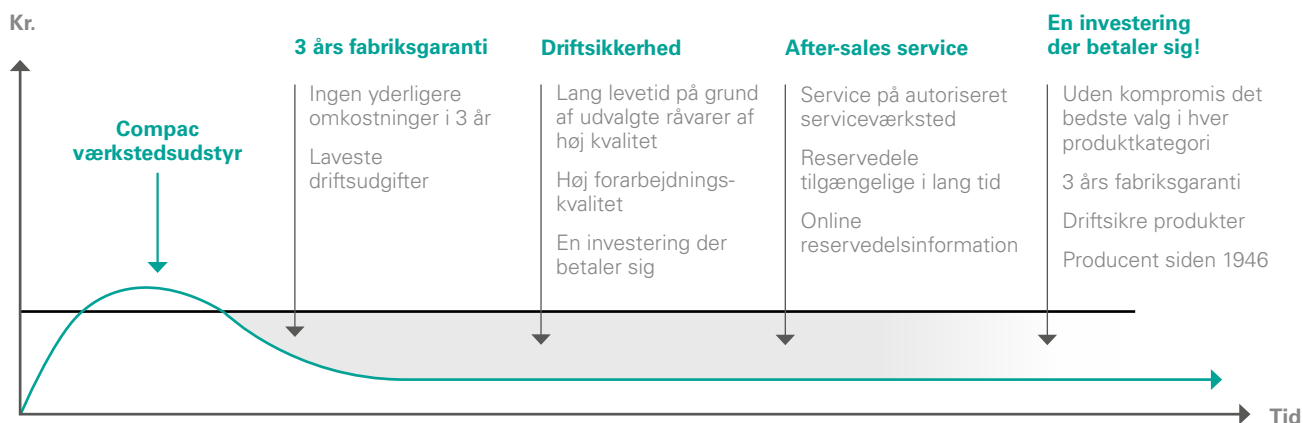 Kr.
Compac
værkstedsudstyr
3 års fabriksgaranti
Ingen yderligere
omkostninger i 3 år
Laveste
driftsudgifter
Driftsikkerhed
Lang levetid på grund
af udvalgte råvarer af
høj kvalitet
Høj forarbejdnings-
kvalitet
En investering der
betaler sig
After-sales service
Service på autoriseret
serviceværksted
Reservedele
tilgængelige i lang tid
Online
reservedelsinformation
En investering
der betaler sig!
Uden kompromis det
bedste valg i hver
produktkategori
3 års fabriksgaranti
Driftsikre produkter
Producent siden 1946
Tid